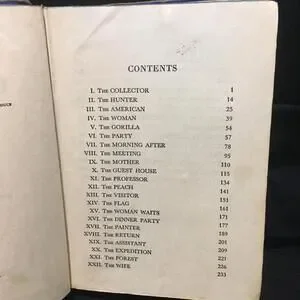 CONTENTS
I. THE COLLECTOR 1
II. THE HUNTER 14
III. THE AMERICAN 25
IV. THE WOMAN 39
V. THE GORILLA 54
VI. THE PARTY 57
VII. THE MORNING AFTER 78
VIII. THE MEETING 95
IX. THE MOTHER 110
X. THE GUEST HOUSE 115
XI. THE PROFESSOR 134
XII. THE PEACH 141
XIII. THE VISITOR
XIV. THE FLAG 161
XV. THE WOMAN WAITS 171
XVI. THE DINNER PARTY 177
XVII. THE PAINTER 189
XVIII. THE RETURN 201
XIX. THE ASSISTANT 209
XX. THE EXPEDITION 221
XXI. THE FOREST 226
XXII. THE WIFE 233